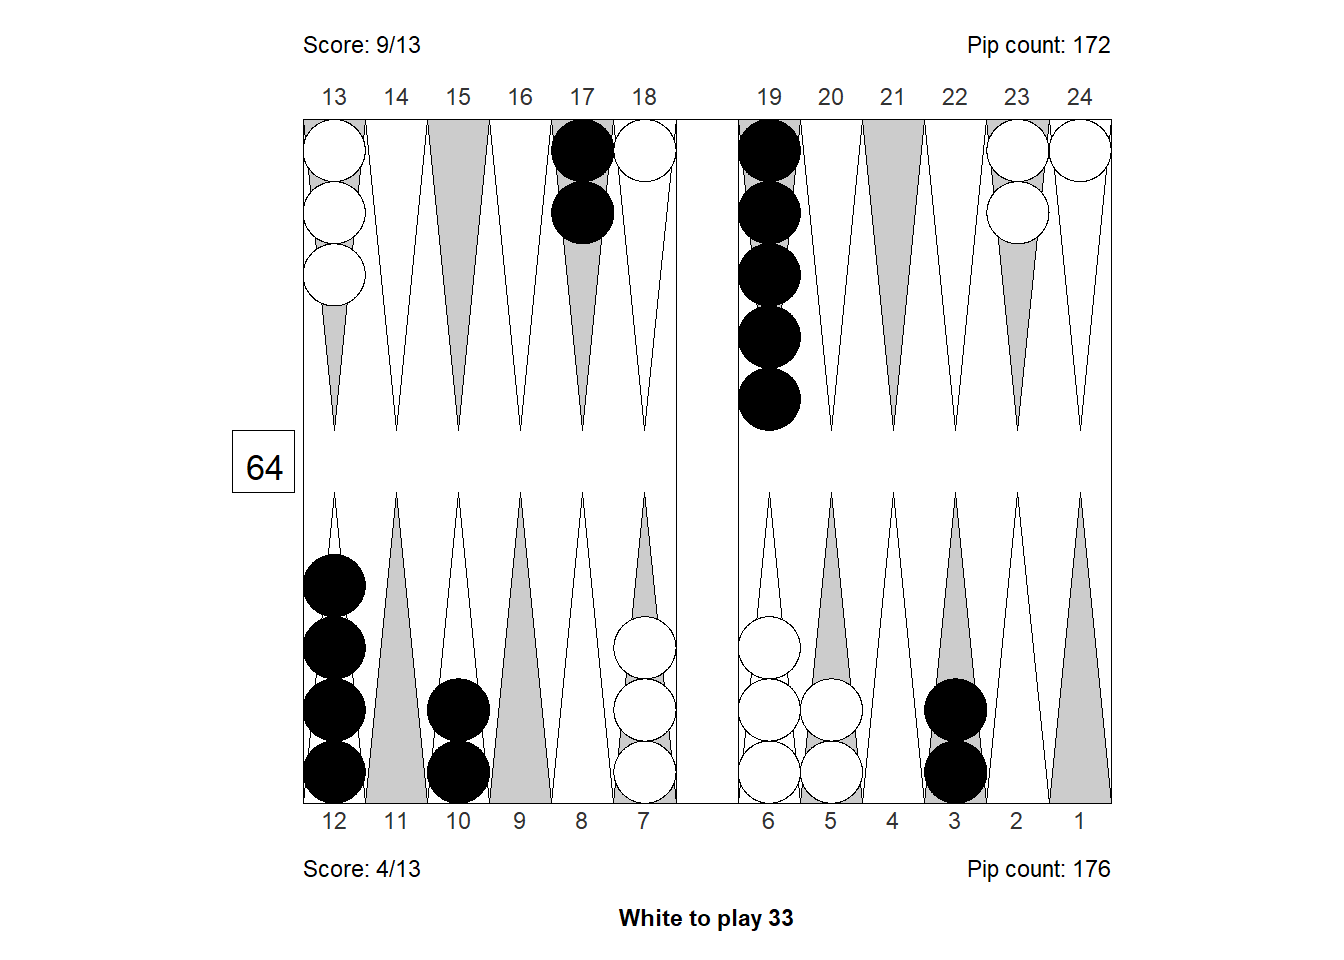 Score: 9/13 Pip count: 172
13 14 15 16 17 18 19 20 21 22 23 24
64
12 11 10 9 8 7 6 5 4 3 2 1
Score: 4/13 Pip count: 176
White to play 33